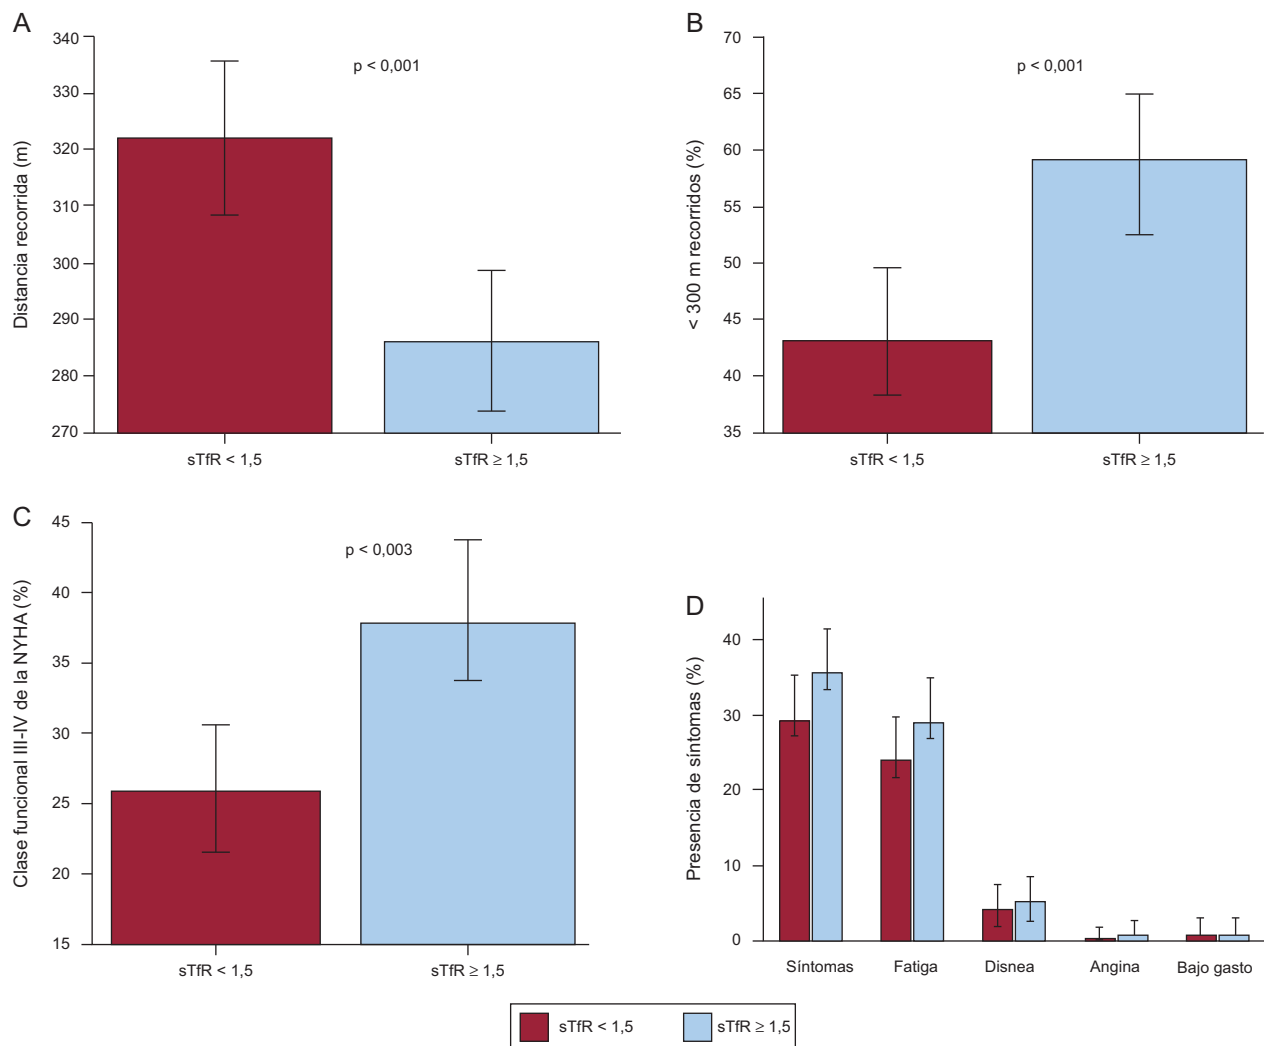 A
340
330
320
310
300
290
280
270
Distancia recorrida (m)
p < 0,001
sTfR < 1,5
sTfR ≥ 1,5
B
70
65
60
55
50
45
40
35
< 300 m recorridos (%)
p < 0,001
sTfR < 1,5
sTfR ≥ 1,5
C
45
40
35
30
25
20
15
Clase funcional III-IV de la NYHA (%)
p < 0,003
sTfR < 1,5
sTfR ≥ 1,5
D
40
30
20
10
0
Presencia de síntomas (%)
Síntomas
Fatiga
Disnea
Angina
Bajo gasto
sTfR < 1,5
sTfR ≥ 1,5